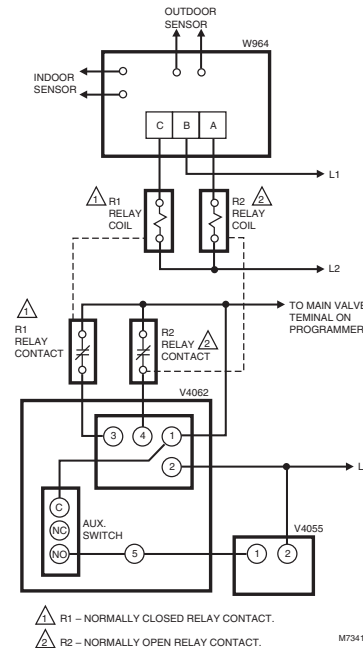 OUTDOOR
SENSOR
W964
INDOOR
SENSOR
C B A
L1
1 R1
RELAY
COIL
R2 2
RELAY
COIL
L2
1
R1
RELAY
CONTACT
R2
RELAY
CONTACT 2
TO MAIN VALVE
TEMINAL ON
PROGRAMMER
V4062
3 4 1
2
C
NC
NO
AUX.
SWITCH
5
V4055
1 2
1 R1 – NORMALLY CLOSED RELAY CONTACT.
2 R2 – NORMALLY OPEN RELAY CONTACT.